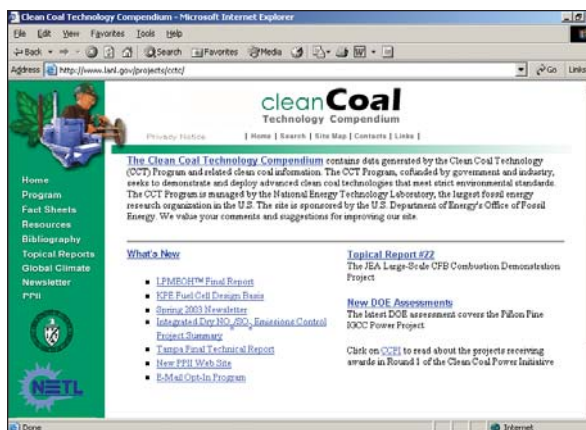 Clean Coal Technology Compendium - Microsoft Internet Explorer
File Edit View Favorites Tools Help
Back Search Favorites Media
Address http://www.lanl.gov/projects/cctc/ Go Links
cleanCoal
Technology Compendium
Privacy Notice | Home | Search | Site Map | Contacts | Links |
Home
Program
Fact Sheets
Resources
Bibliography
Topical Reports
Global Climate
Newsletter
PPII
NETL
The Clean Coal Technology Compendium contains data generated by the Clean Coal Technology
(CCT) Program and related clean coal information. The CCT Program, cofunded by government and industry,
seeks to demonstrate and deploy advanced clean coal technologies that meet strict environmental standards.
The CCT Program is managed by the National Energy Technology Laboratory, the largest fossil energy
research organization in the U.S. The site is sponsored by the U.S. Department of Energy's Office of Fossil
Energy. We value your comments and suggestions for improving our site.
What's New
LPMEOH™ Final Report
KPE Fuel Cell Design Basis
Spring 2003 Newsletter
Integrated Dry NOx/SO2 Emissions Control
Project Summary
Tampa Final Technical Report
New PPII Web Site
E-Mail Opt-In Program
Topical Report #22
The JEA Large-Scale CFB Combustion Demonstration
Project
New DOE Assessments
The latest DOE assessment covers the Piñon Pine
IGCC Power Project
Click on CCPI to read about the projects receiving
awards in Round 1 of the Clean Coal Power Initiative
Done Internet